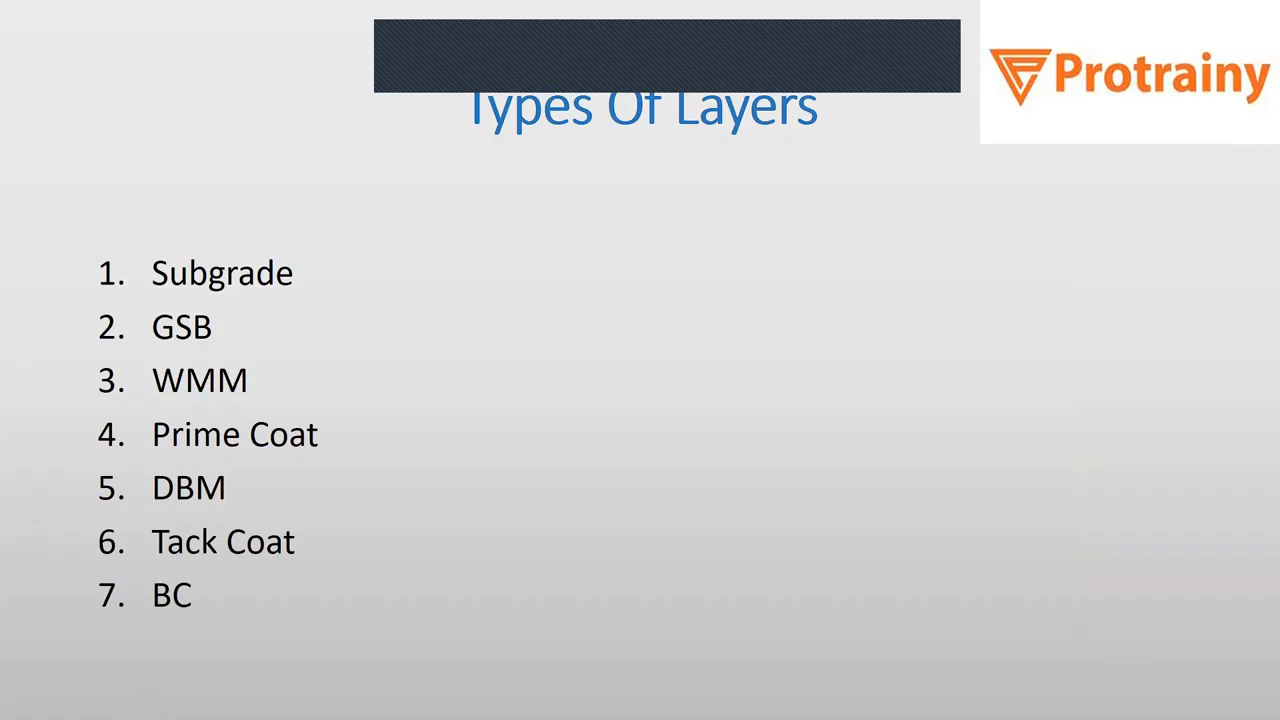 Protrainy
Types Of Layers
1. Subgrade
2. GSB
3. WMM
4. Prime Coat
5. DBM
6. Tack Coat
7. BC